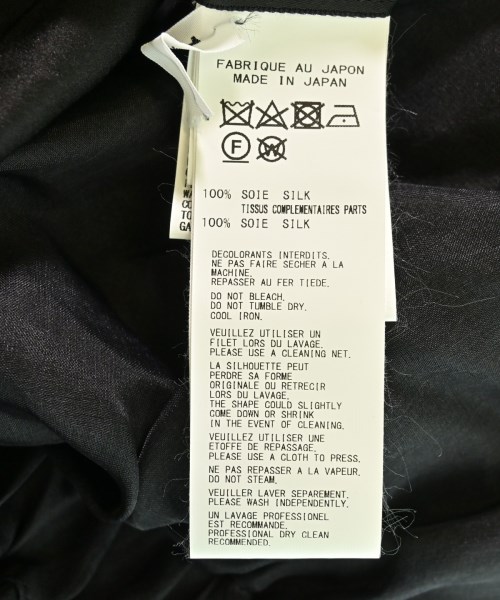 FABRIQUE AU JAPON
MADE IN JAPAN
F W
100% SOIE SILK
TISSUS COMPLEMENTAIRES PARTS
100% SOIE SILK
DECOLORANTS INTERDITS.
NE PAS FAIRE SECHER A LA
MACHINE.
REPASSER AU FER TIEDE.
DO NOT BLEACH.
DO NOT TUMBLE DRY.
COOL IRON.
VEUILLEZ UTILISER UN
FILET LORS DU LAVAGE.
PLEASE USE A CLEANING NET.
LA SILHOUETTE PEUT
PERDRE SA FORME
ORIGINALE OU RETRECIR
LORS DU LAVAGE.
THE SHAPE COULD SLIGHTLY
COME DOWN OR SHRINK
IN THE EVENT OF CLEANING.
VEUILLEZ UTILISER UNE
ETOFFE DE REPASSAGE.
PLEASE USE A CLOTH TO PRESS.
NE PAS REPASSER A LA VAPEUR.
DO NOT STEAM.
VEUILLER LAVER SEPAREMENT.
PLEASE WASH INDEPENDENTLY.
UN LAVAGE PROFESSIONEL
EST RECOMMANDE.
PROFESSIONAL DRY CLEAN
RECOMMENDED.